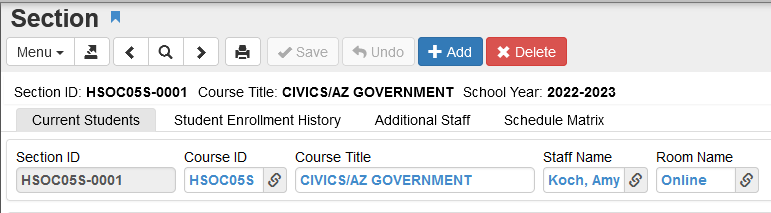 Section
Menu Save Undo Add Delete
Section ID: HSOC05S-0001 Course Title: CIVICS/AZ GOVERNMENT School Year: 2022-2023
Current Students Student Enrollment History Additional Staff Schedule Matrix
Section ID Course ID Course Title Staff Name Room Name
HSOC05S-0001 HSOC05S CIVICS/AZ GOVERNMENT Koch, Amy Online